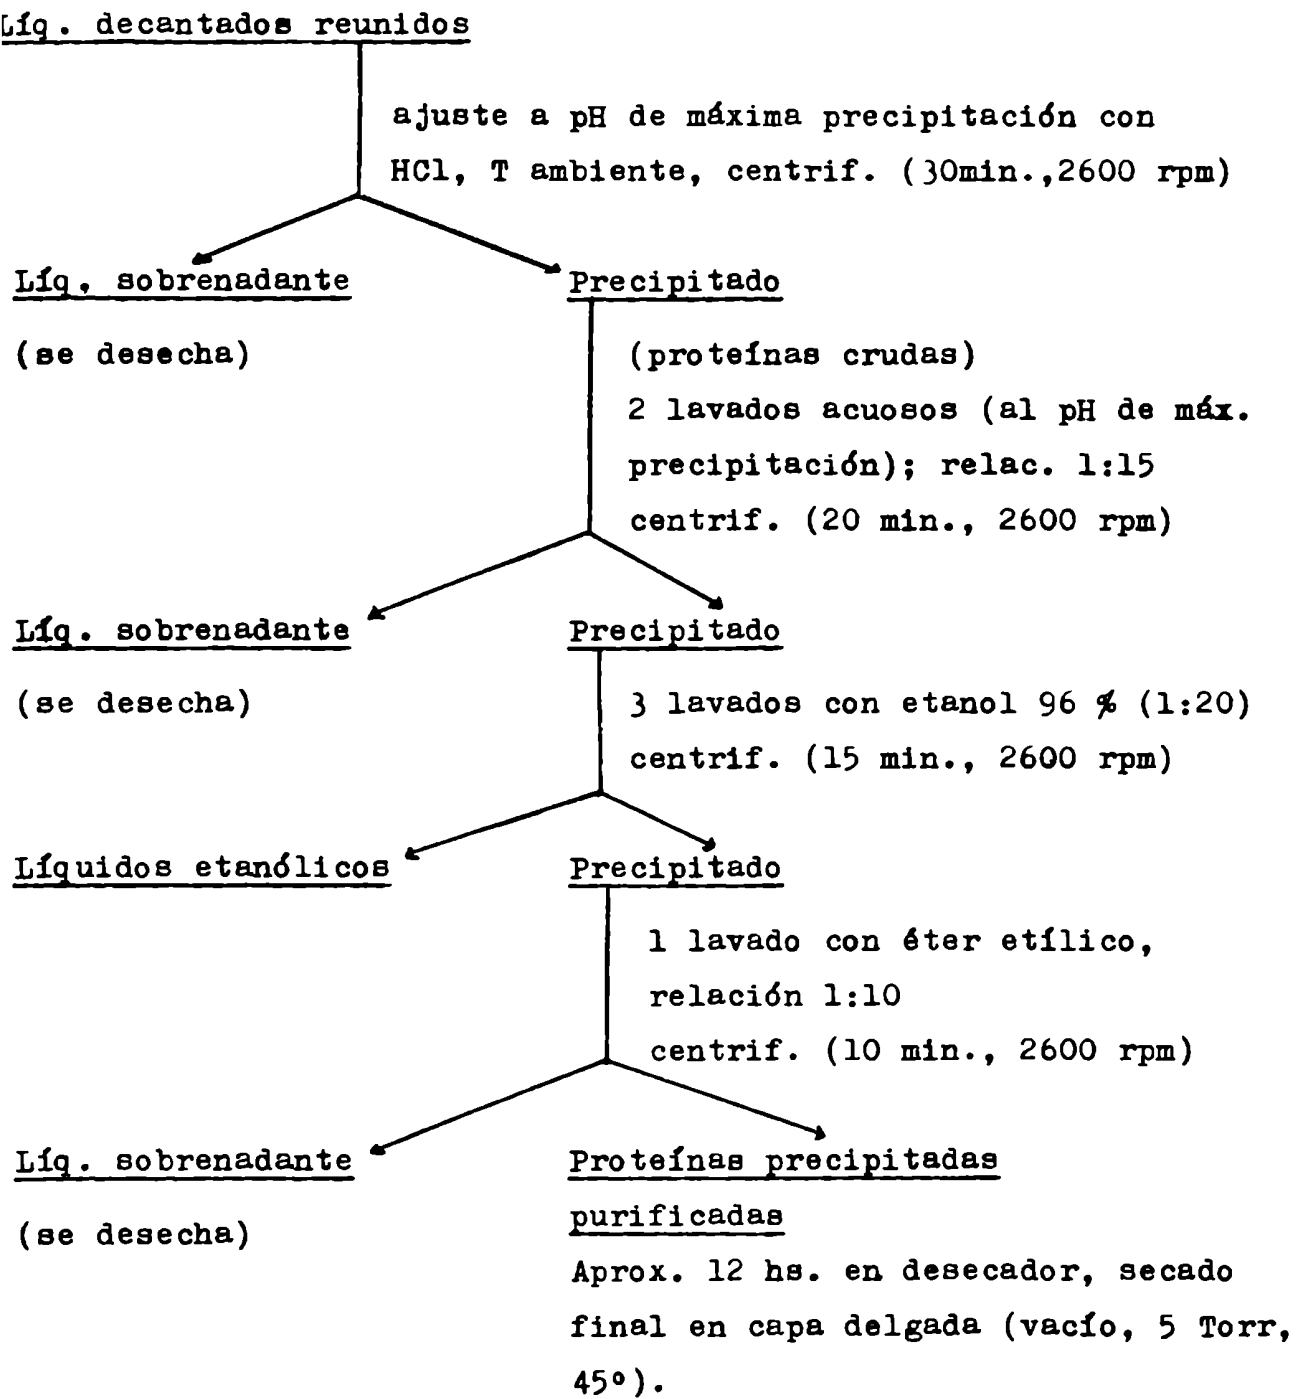 Líq. decantados reunidos
ajuste a pH de máxima precipitación con
HCl, T ambiente, centrif. (30min.,2600 rpm)
Líq. sobrenadante
Precipitado
(se desecha)
(proteínas crudas)
2 lavados acuosos (al pH de máx.
precipitación); relac. 1:15
centrif. (20 min., 2600 rpm)
Líq. sobrenadante
Precipitado
(se desecha)
3 lavados con etanol 96 % (1:20)
centrif. (15 min., 2600 rpm)
Líquidos etanólicos
Precipitado
1 lavado con éter etílico,
relación 1:10
centrif. (10 min., 2600 rpm)
Líq. sobrenadante
Proteínas precipitadas
(se desecha)
purificadas
Aprox. 12 hs. en desecador, secado
final en capa delgada (vacío, 5 Torr,
45º).